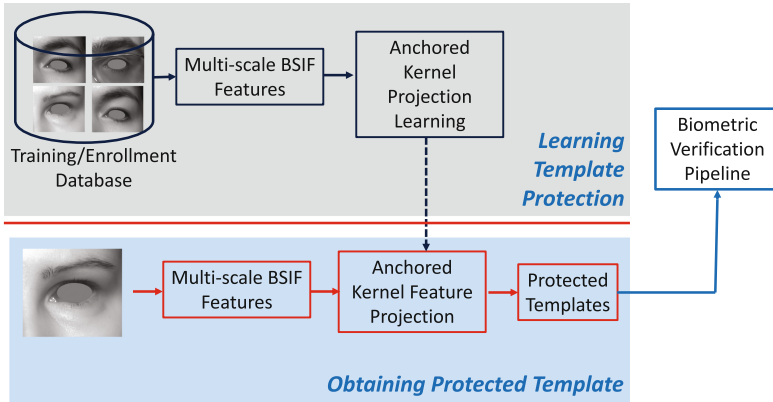 Training/Enrollment
Database
Multi-scale BSIF
Features
Anchored
Kernel
Projection
Learning
Learning
Template
Protection
Biometric
Verification
Pipeline
Multi-scale BSIF
Features
Anchored
Kernel Feature
Projection
Protected
Templates
Obtaining Protected Template